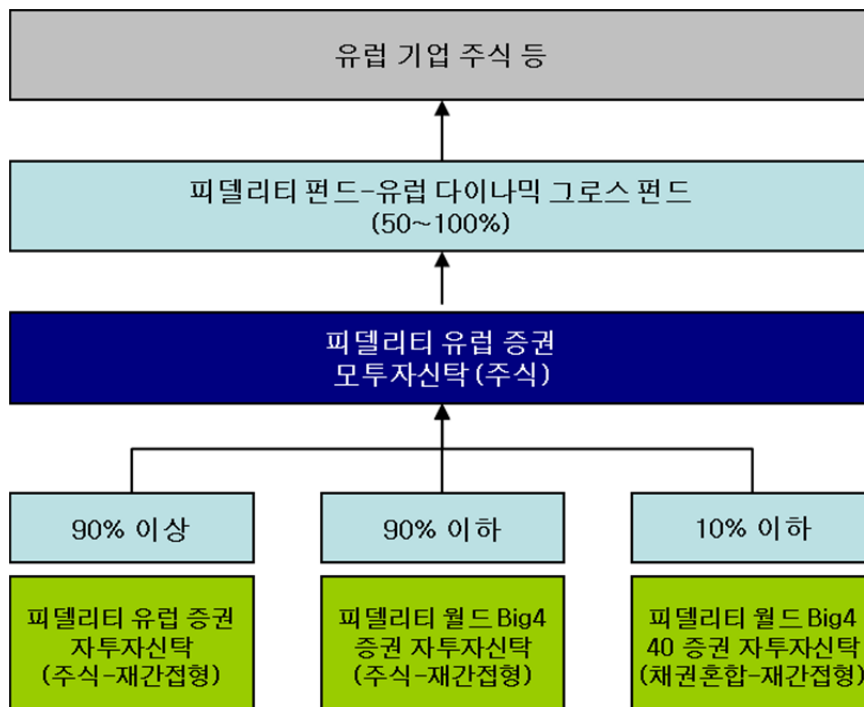 유럽 기업 주식 등
피델리티 펀드-유럽 다이나믹 그로스 펀드
(50~100%)
피델리티 유럽 증권
모투자신탁(주식)
90% 이상
90% 이하
10% 이하
피델리티 유럽 증권
자투자신탁
(주식-재간접형)
피델리티 월드 Big4
증권 자투자신탁
(주식-재간접형)
피델리티 월드 Big4
40 증권 자투자신탁
(채권혼합-재간접형)